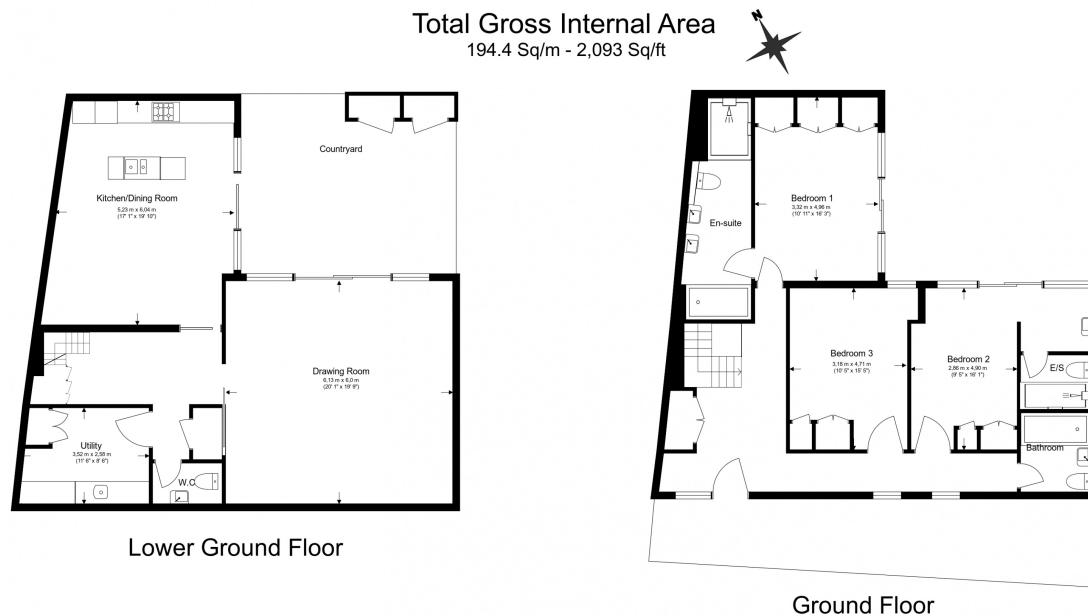 Total Gross Internal Area
194.4 Sq/m - 2,093 Sq/ft
N
Countryard
Kitchen/Dining Room
5,23 m x 6,04 m
(17' 1" x 19' 10")
Drawing Room
6,13 m x 6,0 m
(20' 1" x 19' 9")
Utility
3,52 m x 2,58 m
(11' 6" x 8' 6")
W.C
Lower Ground Floor
Bedroom 1
3,32 m x 4,96 m
(10' 11" x 16' 3")
En-suite
Bedroom 3
3,18 m x 4,71 m
(10' 5" x 15' 5")
Bedroom 2
2,86 m x 4,90 m
(9' 5" x 16' 1")
E/S
Bathroom
Ground Floor